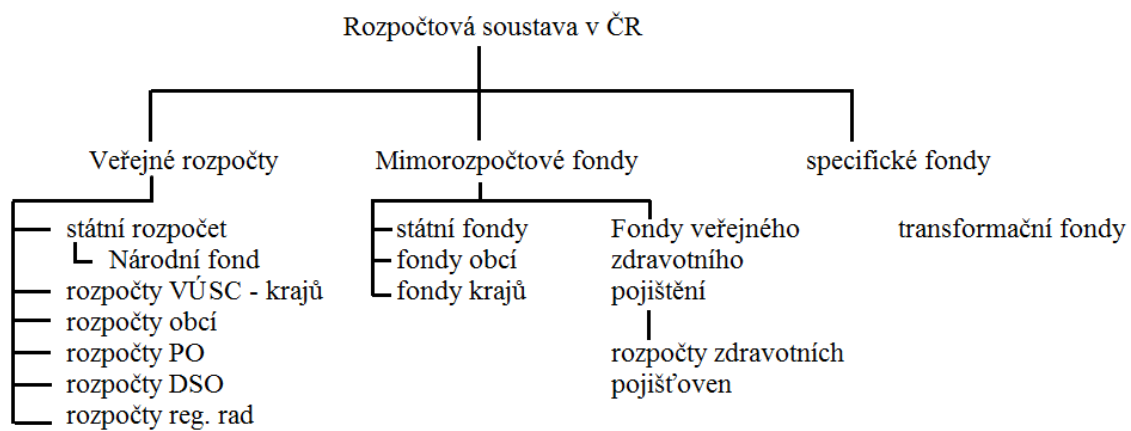 Rozpočtová soustava v ČR
Veřejné rozpočty
Mimorozpočtové fondy
specifické fondy
státní rozpočet
Národní fond
rozpočty VÚSC - krajů
rozpočty obcí
rozpočty PO
rozpočty DSO
rozpočty reg. rad
státní fondy
fondy obcí
fondy krajů
Fondy veřejného
zdravotního
pojištění
rozpočty zdravotních
pojišťoven
transformační fondy